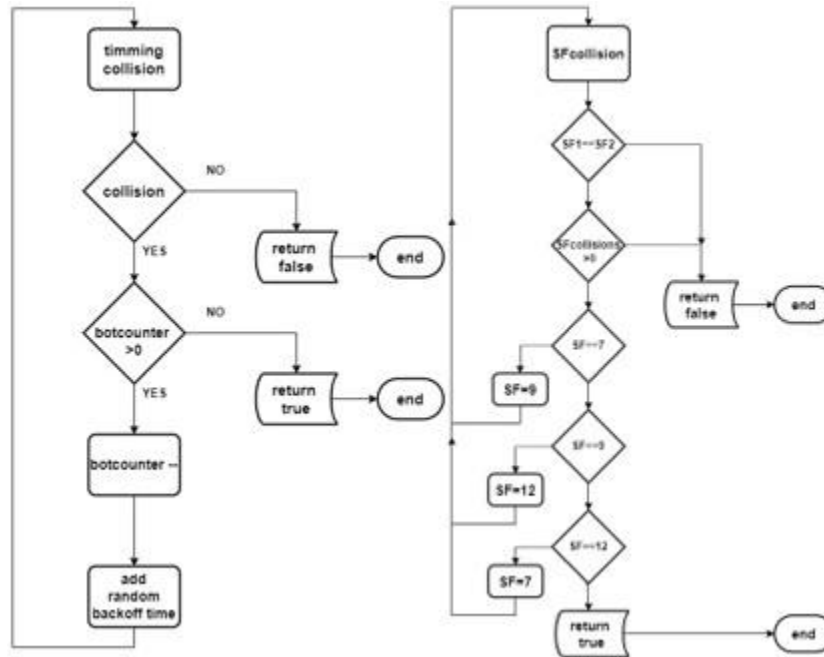 timming
collision
collision
NO
YES
return
false
end
botcounter
>0
NO
YES
return
true
end
botcounter --
add
random
backoff time
SFcollision
SF1==SF2
SFcollisions
>0
return
false
end
SF==7
SF=9
SF==9
SF=12
SF==12
SF=7
return
true
end